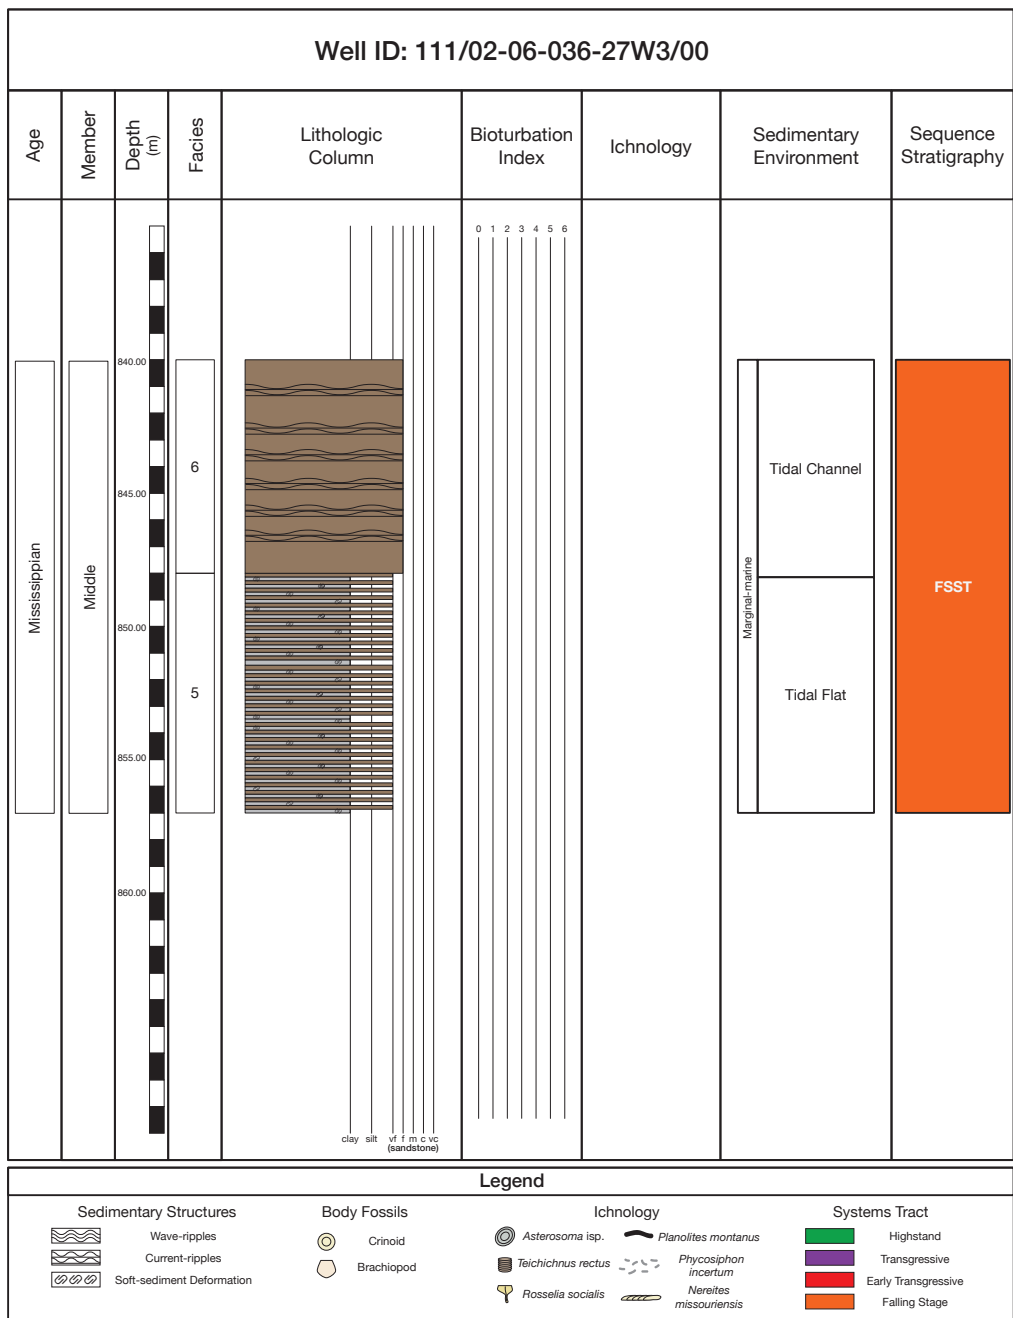 Well ID: 111/02-06-036-27W3/00
Age
Member
Depth
(m)
Facies
Lithologic
Column
Bioturbation
Index
Ichnology
Sedimentary
Environment
Sequence
Stratigraphy
0 1 2 3 4 5 6
840.00
845.00
850.00
855.00
860.00
Mississippian
Middle
6
5
Marginal-marine
Tidal Channel
Tidal Flat
FSST
clay silt vf f m c vc
(sandstone)
Legend
Sedimentary Structures
Wave-ripples
Current-ripples
Soft-sediment Deformation
Body Fossils
Crinoid
Brachiopod
Ichnology
Asterosoma isp.
Teichichnus rectus
Rosselia socialis
Planolites montanus
Phycosiphon
incertum
Nereites
missouriensis
Systems Tract
Highstand
Transgressive
Early Transgressive
Falling Stage